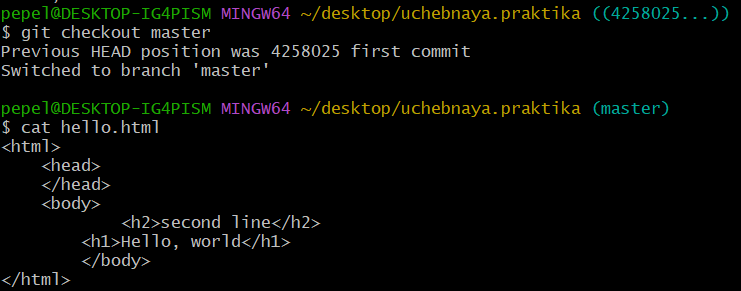 pepel@DESKTOP-IG4PISM MINGW64 ~/desktop/uchebnaya.praktika ((4258025...))
$ git checkout master
Previous HEAD position was 4258025 first commit
Switched to branch 'master'

pepel@DESKTOP-IG4PISM MINGW64 ~/desktop/uchebnaya.praktika (master)
$ cat hello.html
<html>
    <head>
    </head>
    <body>
            <h2>second line</h2>
        <h1>Hello, world</h1>
        </body>
</html>